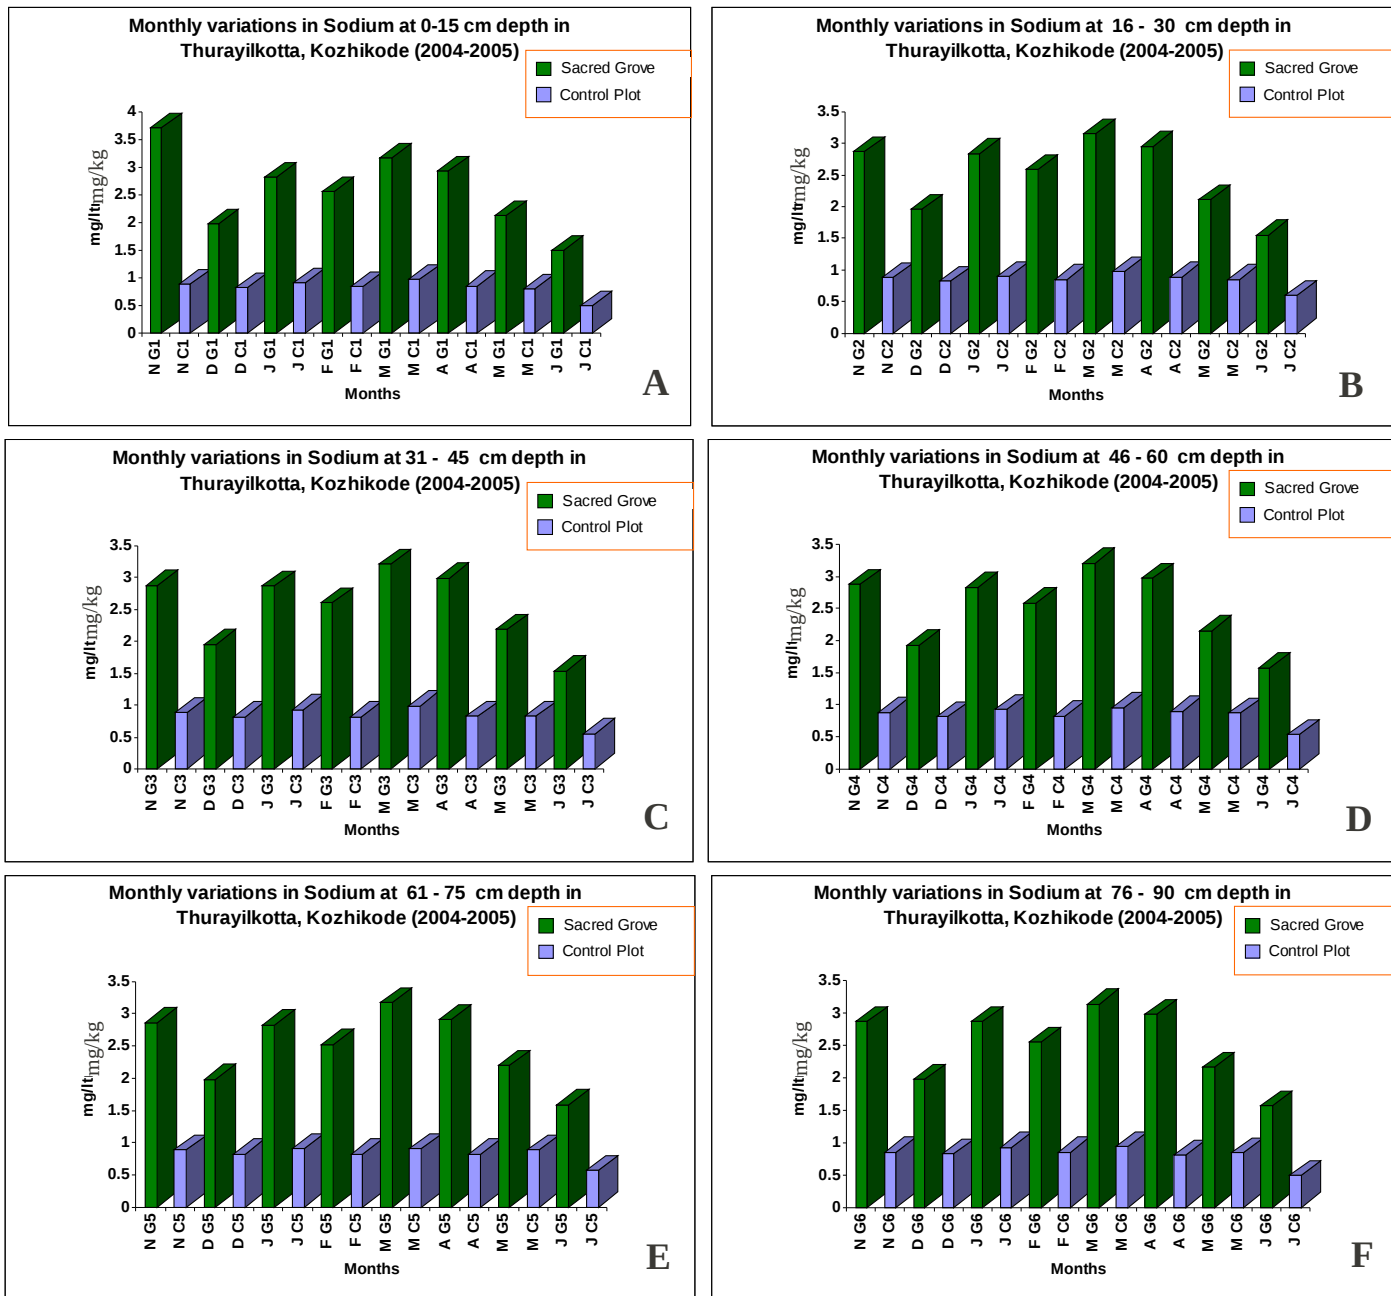 Monthly variations in Sodium at 0-15 cm depth in
Thurayilkotta, Kozhikode (2004-2005)
Sacred Grove
Control Plot
mg/lt mg/kg
4
3.5
3
2.5
2
1.5
1
0.5
0
N G1 N C1 D G1 D C1 J G1 J C1 F G1 F C1 M G1 M C1 A G1 A C1 M G1 M C1 J G1 J C1
Months
A
Monthly variations in Sodium at 16 - 30 cm depth in
Thurayilkotta, Kozhikode (2004-2005)
Sacred Grove
Control Plot
mg/lt mg/kg
3.5
3
2.5
2
1.5
1
0.5
0
N G2 N C2 D G2 D C2 J G2 J C2 F G2 F C2 M G2 M C2 A G2 A C2 M G2 M C2 J G2 J C2
Months
B
Monthly variations in Sodium at 31 - 45 cm depth in
Thurayilkotta, Kozhikode (2004-2005)
Sacred Grove
Control Plot
mg/lt mg/kg
3.5
3
2.5
2
1.5
1
0.5
0
N G3 N C3 D G3 D C3 J G3 J C3 F G3 F C3 M G3 M C3 A G3 A C3 M G3 M C3 J G3 J C3
Months
C
Monthly variations in Sodium at 46 - 60 cm depth in
Thurayilkotta, Kozhikode (2004-2005)
Sacred Grove
Control Plot
mg/lt mg/kg
3.5
3
2.5
2
1.5
1
0.5
0
N G4 N C4 D G4 D C4 J G4 J C4 F G4 F C4 M G4 M C4 A G4 A C4 M G4 M C4 J G4 J C4
Months
D
Monthly variations in Sodium at 61 - 75 cm depth in
Thurayilkotta, Kozhikode (2004-2005)
Sacred Grove
Control Plot
mg/lt mg/kg
3.5
3
2.5
2
1.5
1
0.5
0
N G5 N C5 D G5 D C5 J G5 J C5 F G5 F C5 M G5 M C5 A G5 A C5 M G5 M C5 J G5 J C5
Months
E
Monthly variations in Sodium at 76 - 90 cm depth in
Thurayilkotta, Kozhikode (2004-2005)
Sacred Grove
Control Plot
mg/lt mg/kg
3.5
3
2.5
2
1.5
1
0.5
0
N G6 N C6 D G6 D C6 J G6 J C6 F G6 F C6 M G6 M C6 A G6 A C6 M G6 M C6 J G6 J C6
Months
F